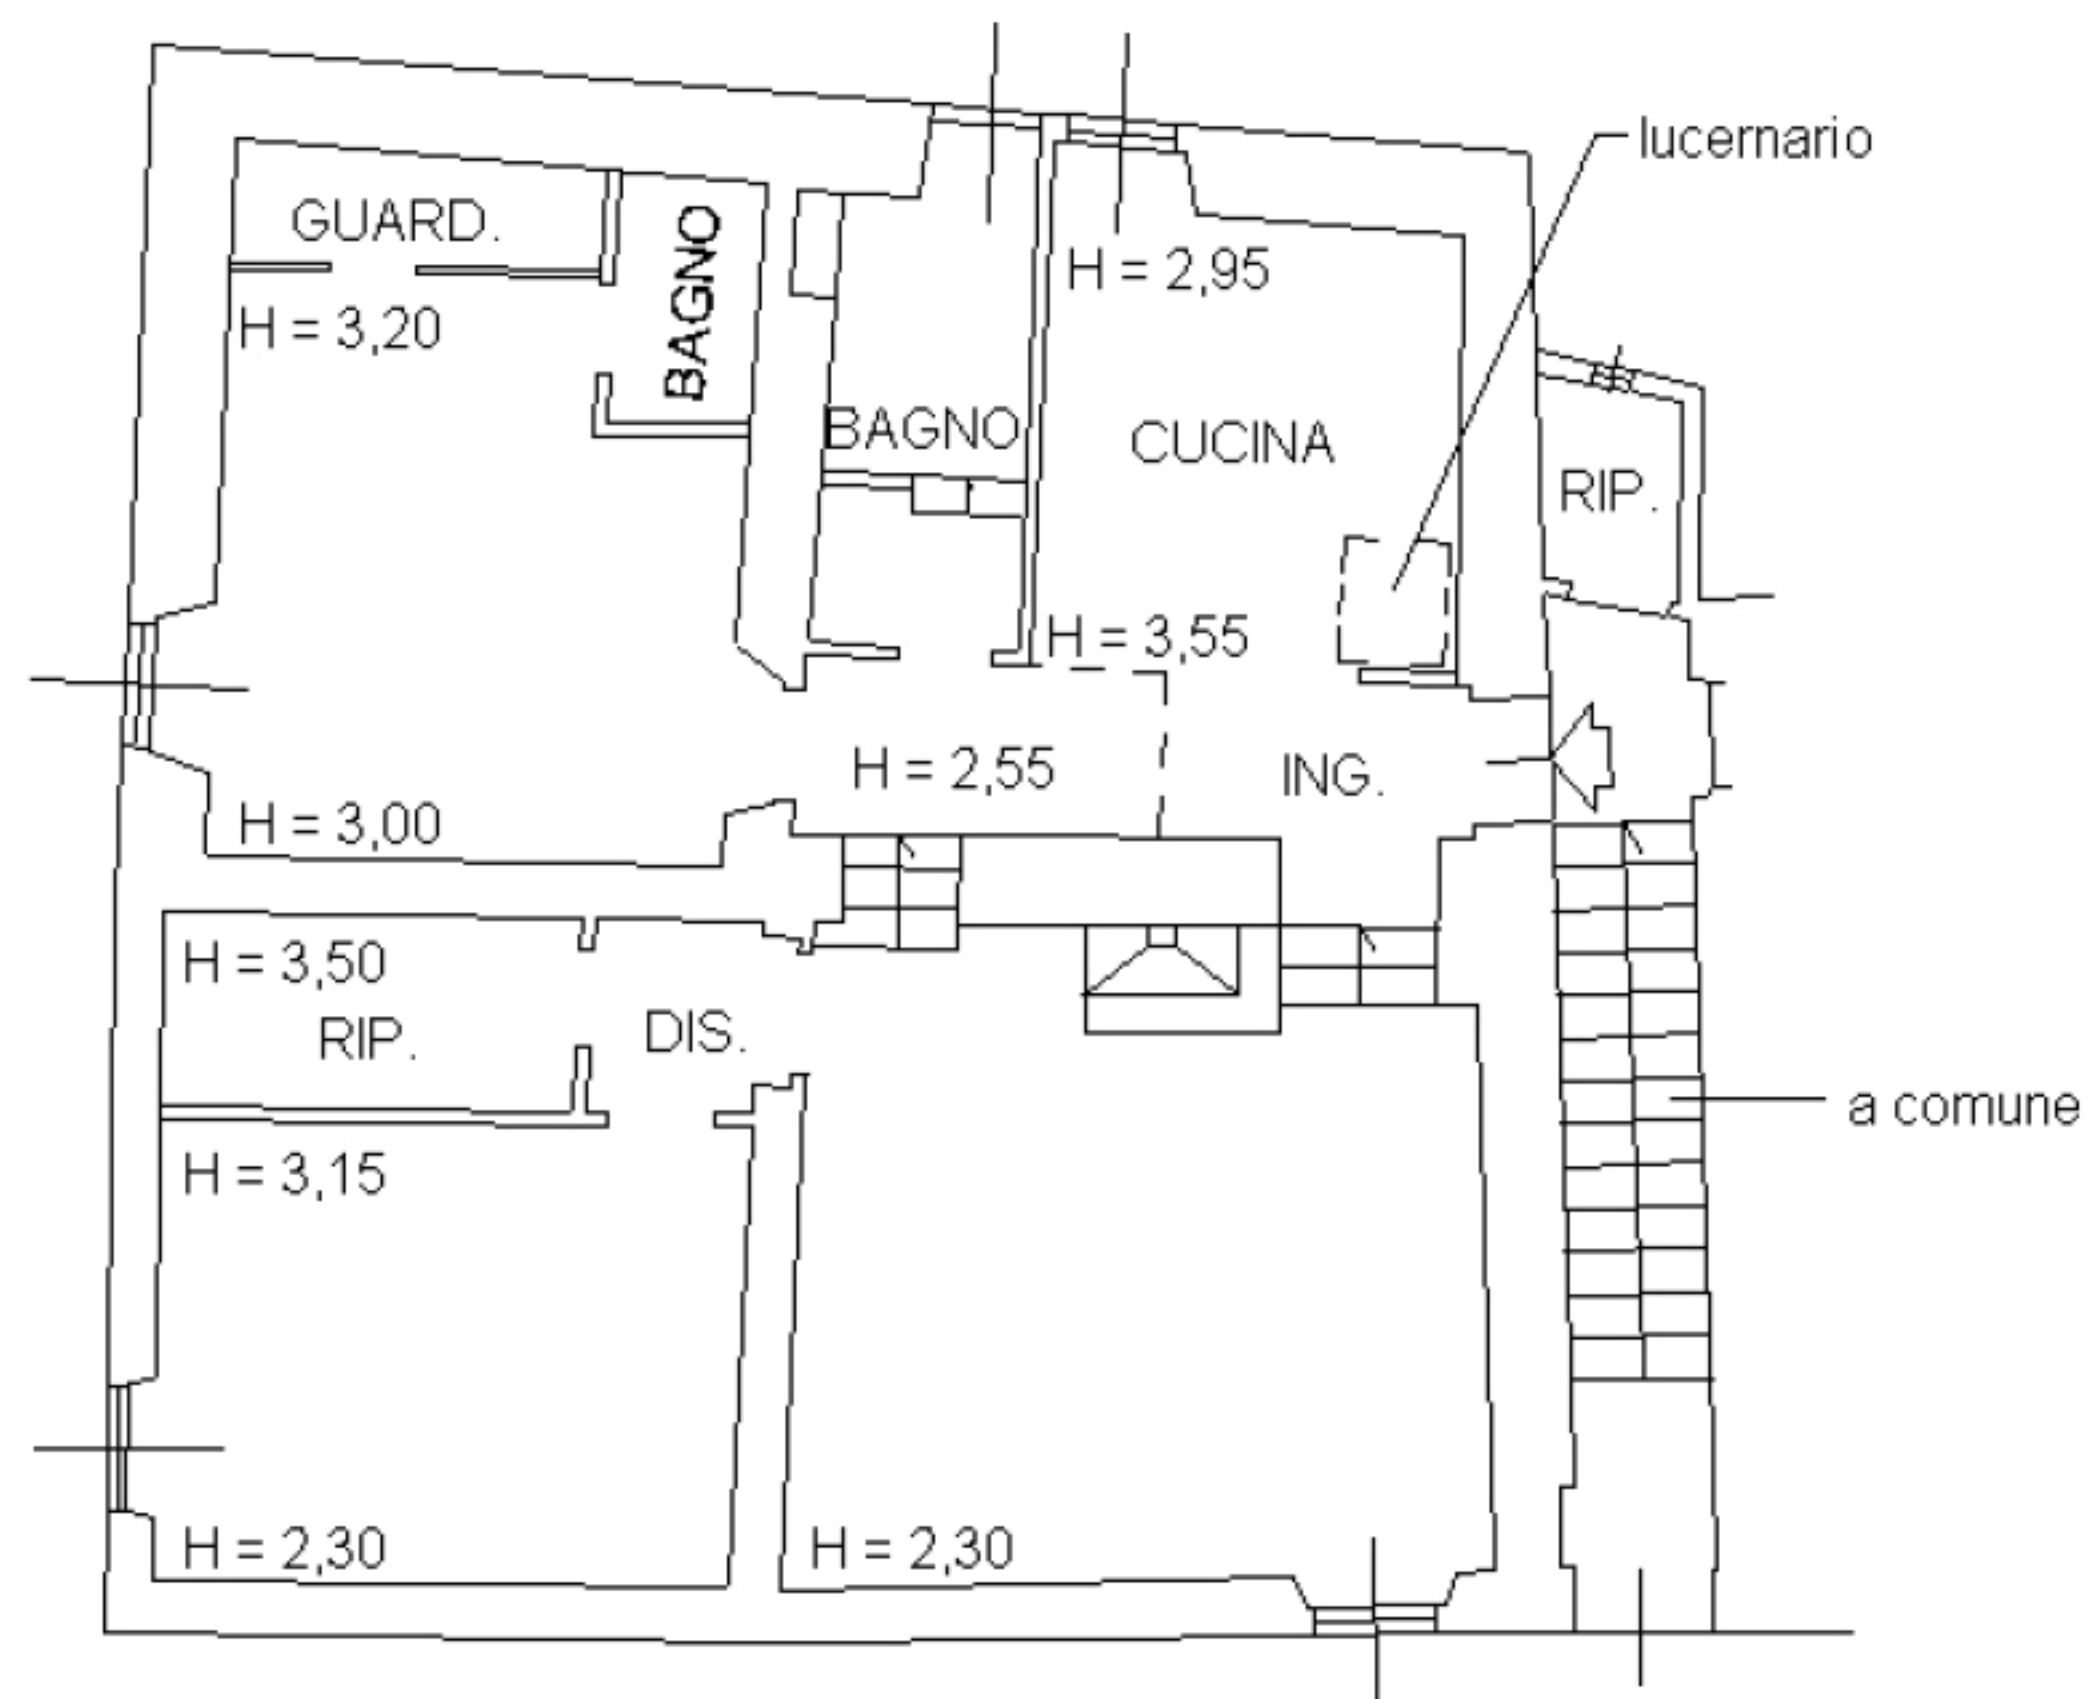 lucernario
GUARD.
BAGNO
H = 2,95
H = 3,20
BAGNO
CUCINA
RIP.
H = 3,55
H = 2,55
ING.
H = 3,00
H = 3,50
RIP.
DIS.
a comune
H = 3,15
H = 2,30
H = 2,30